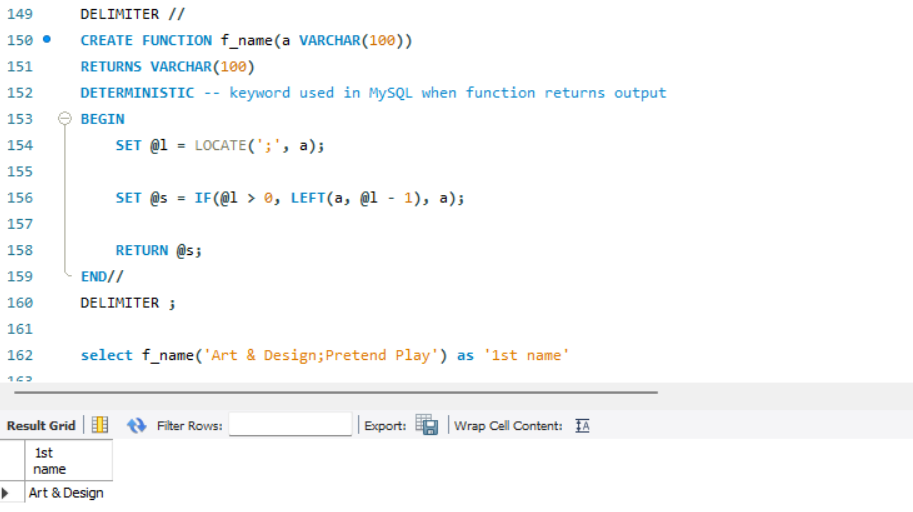 149 DELIMITER //
150 CREATE FUNCTION f_name(a VARCHAR(100))
151 RETURNS VARCHAR(100)
152 DETERMINISTIC -- keyword used in MySQL when function returns output
153 BEGIN
154 SET @l = LOCATE(';', a);
155
156 SET @s = IF(@l > 0, LEFT(a, @l - 1), a);
157
158 RETURN @s;
159 END//
160 DELIMITER ;
161
162 select f_name('Art & Design;Pretend Play') as '1st name'
163
Result Grid Filter Rows: Export: Wrap Cell Content:
1st
name
Art & Design